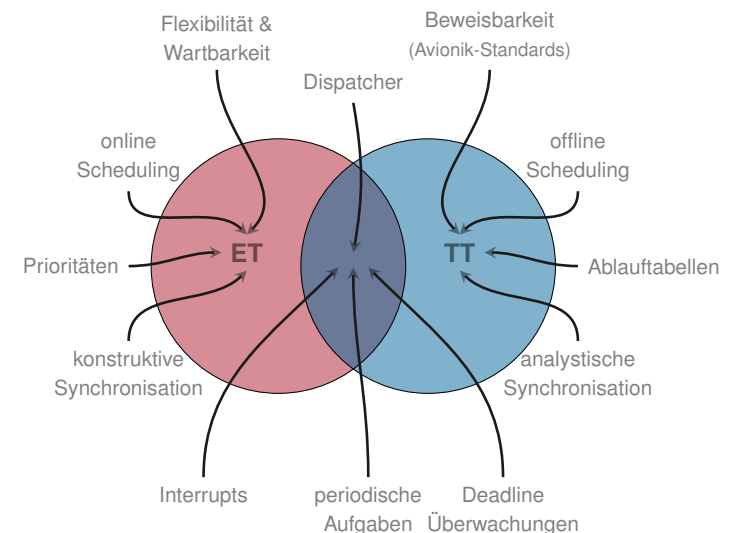 Flexibilität &
Wartbarkeit
Beweisbarkeit
(Avionik-Standards)
Dispatcher
online
Scheduling
offline
Scheduling
ET
TT
Prioritäten
Ablauftabellen
konstruktive
Synchronisation
analystische
Synchronisation
Interrupts
periodische
Aufgaben
Deadline
Überwachungen